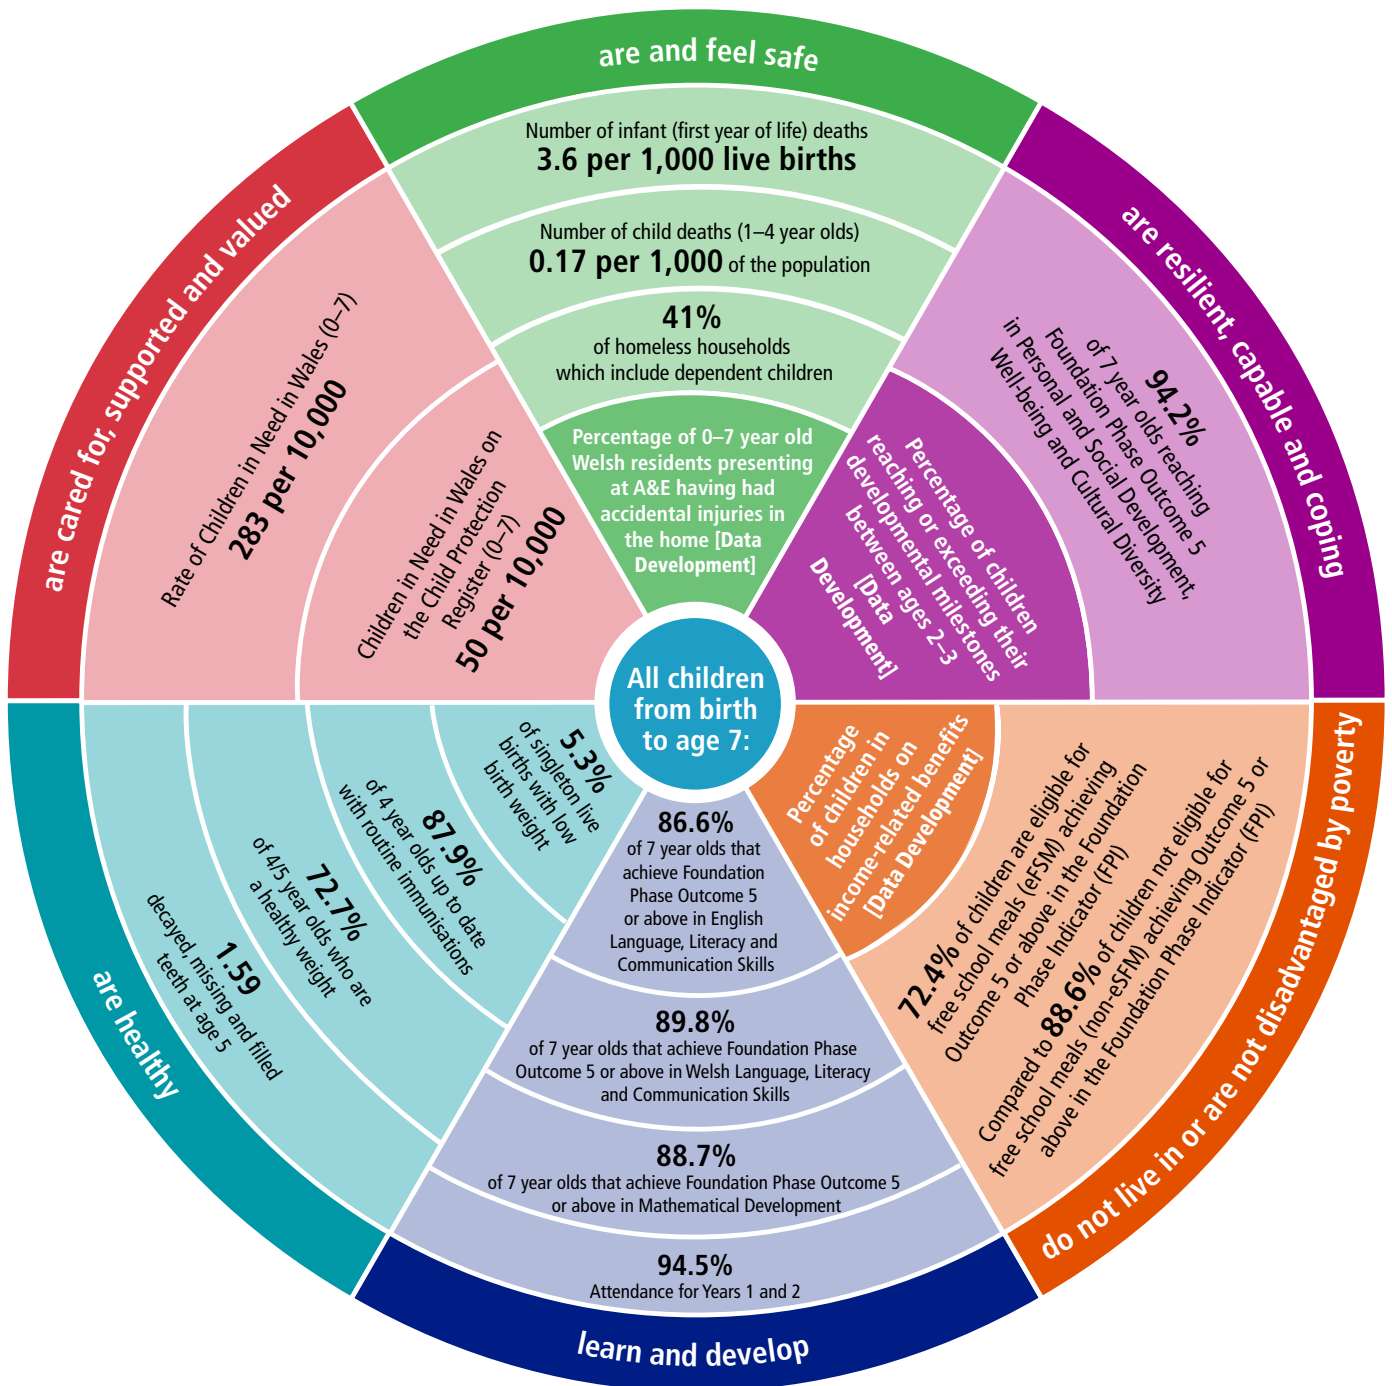 All children
from birth
to age 7:
are and feel safe
Number of infant (first year of life) deaths
3.6 per 1,000 live births
Number of child deaths (1–4 year olds)
0.17 per 1,000 of the population
41%
of homeless households
which include dependent children
Percentage of 0–7 year old
Welsh residents presenting
at A&E having had
accidental injuries in
the home [Data
Development]
are resilient, capable and coping
94.2%
of 7 year olds reaching
Foundation Phase Outcome 5
in Personal and Social Development,
Well-being and Cultural Diversity
Percentage of children
reaching or exceeding their
developmental milestones
between ages 2–3
[Data
Development]
do not live in or are not disadvantaged by poverty
Percentage
of children in
households on
income-related benefits
[Data Development]
72.4% of children are eligible for
free school meals (eFSM) achieving
Outcome 5 or above in the Foundation
Phase Indicator (FPI)
Compared to 88.6% of children not eligible for
free school meals (non-eSFM) achieving Outcome 5 or
above in the Foundation Phase Indicator (FPI)
learn and develop
86.6%
of 7 year olds that
achieve Foundation
Phase Outcome 5
or above in English
Language, Literacy and
Communication Skills
89.8%
of 7 year olds that achieve Foundation Phase
Outcome 5 or above in Welsh Language, Literacy
and Communication Skills
88.7%
of 7 year olds that achieve Foundation Phase Outcome 5
or above in Mathematical Development
94.5%
Attendance for Years 1 and 2
are healthy
5.3%
of singleton live
births with low
birth weight
87.9%
of 4 year olds up to date
with routine immunisations
72.7%
of 4/5 year olds who are
a healthy weight
1.59
decayed, missing and filled
teeth at age 5
are cared for, supported and valued
Rate of Children in Need in Wales (0–7)
283 per 10,000
Children in Need in Wales on
the Child Protection
Register (0–7)
50 per 10,000